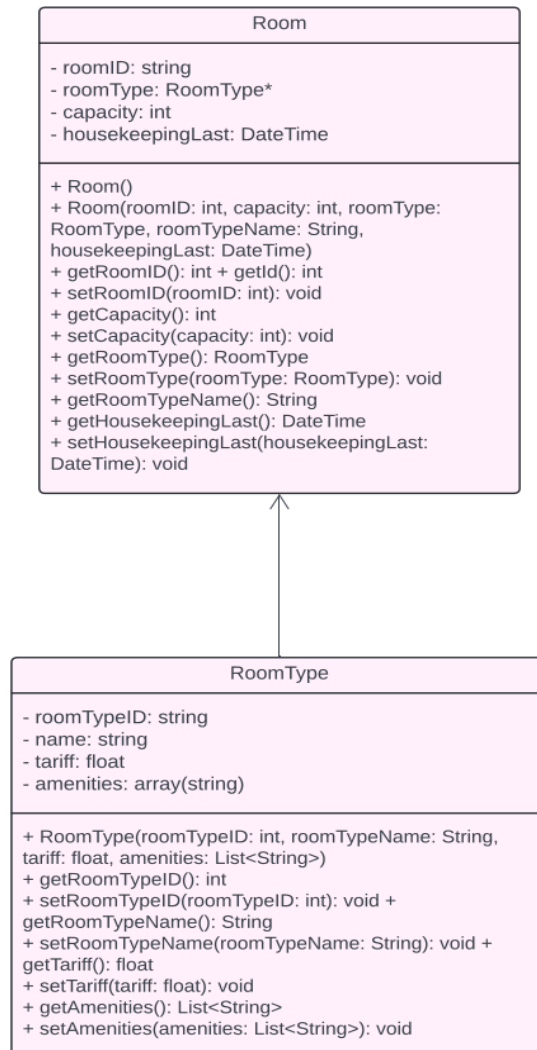 Room
- roomID: string
- roomType: RoomType*
- capacity: int
- housekeepingLast: DateTime
+ Room()
+ Room(roomID: int, capacity: int, roomType:
RoomType, roomTypeName: String,
housekeepingLast: DateTime)
+ getRoomID(): int + getId(): int
+ setRoomID(roomID: int): void
+ getCapacity(): int
+ setCapacity(capacity: int): void
+ getRoomType(): RoomType
+ setRoomType(roomType: RoomType): void
+ getRoomTypeName(): String
+ getHousekeepingLast(): DateTime
+ setHousekeepingLast(housekeepingLast:
DateTime): void
RoomType
- roomTypeID: string
- name: string
- tariff: float
- amenities: array(string)
+ RoomType(roomTypeID: int, roomTypeName: String,
tariff: float, amenities: List<String>)
+ getRoomTypeID(): int
+ setRoomTypeID(roomTypeID: int): void +
getRoomTypeName(): String
+ setRoomTypeName(roomTypeName: String): void +
getTariff(): float
+ setTariff(tariff: float): void
+ getAmenities(): List<String>
+ setAmenities(amenities: List<String>): void